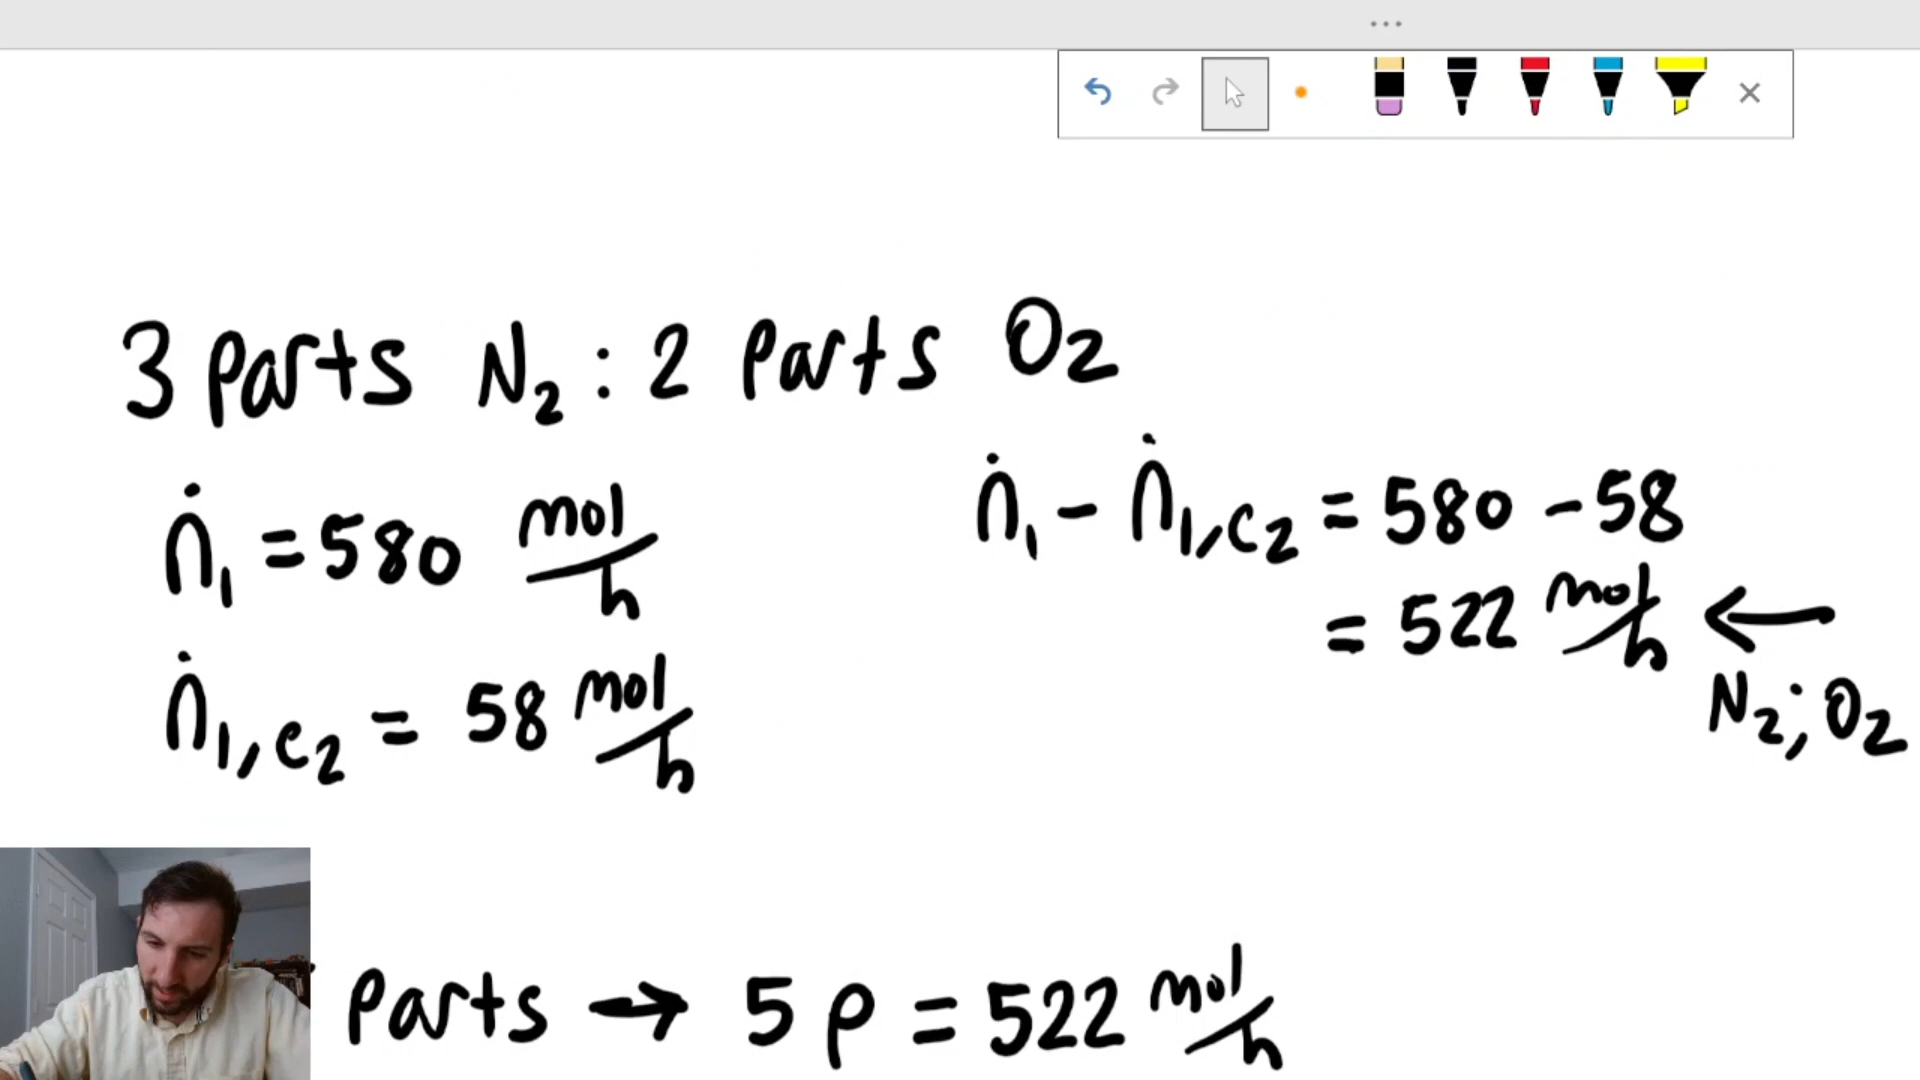 3 parts N₂ : 2 parts O₂
ṅ₁ = 580 mol/h
ṅ₁,C₂ = 58 mol/h
ṅ₁ - ṅ₁,C₂ = 580 - 58
= 522 mol/h ←
N₂; O₂
parts → 5p = 522 mol/h